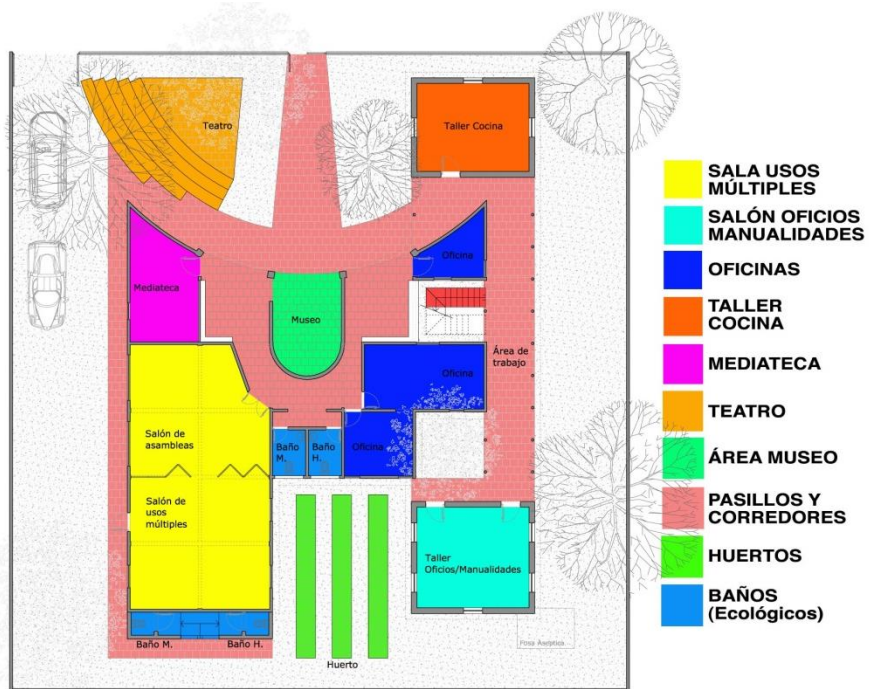 Teatro
Taller Cocina
Mediateca
Oficina
Museo
Área de
trabajo
Oficina
Salón de
asambleas
Baño
M.
Baño
H.
Oficina
Salón de
usos
múltiples
Taller
Oficios/Manualidades
Baño M.
Baño H.
Huerto
Fosa Aseptica
SALA USOS
MÚLTIPLES
SALÓN OFICIOS
MANUALIDADES
OFICINAS
TALLER
COCINA
MEDIATECA
TEATRO
ÁREA MUSEO
PASILLOS Y
CORREDORES
HUERTOS
BAÑOS
(Ecológicos)